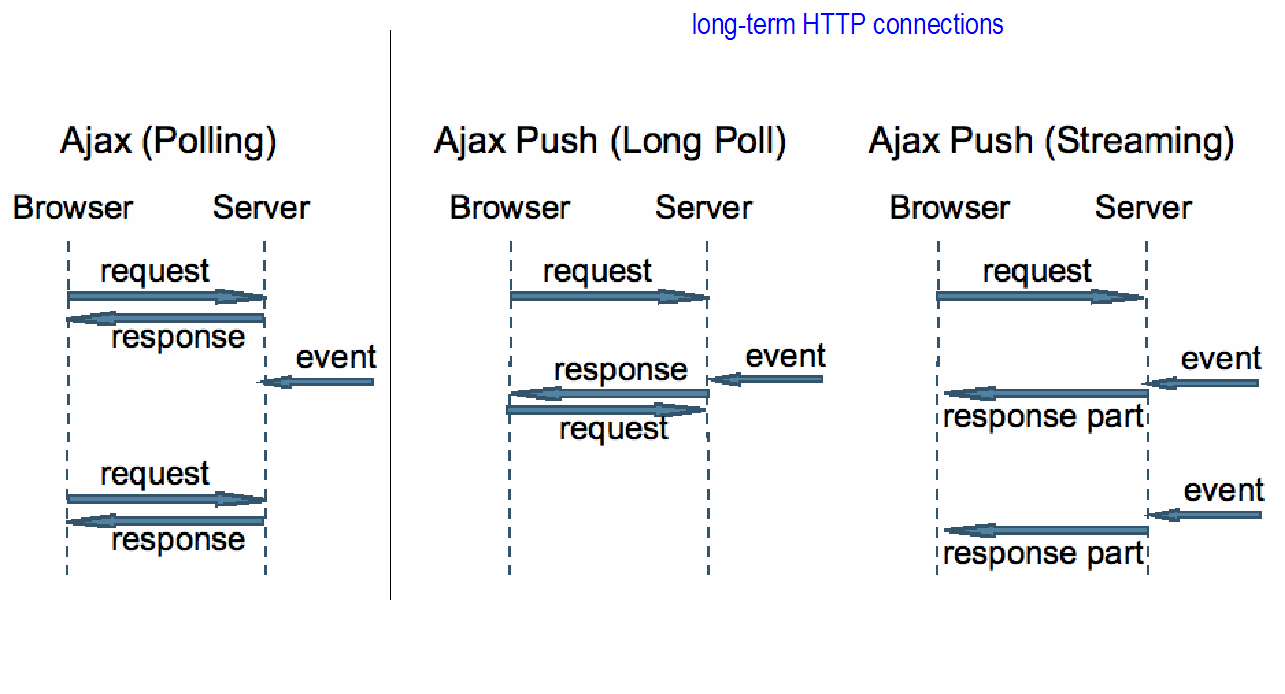 long-term HTTP connections
Ajax (Polling)
Browser
Server
request
response
event
request
response
Ajax Push (Long Poll)
Browser
Server
request
event
response
request
Ajax Push (Streaming)
Browser
Server
request
event
response part
event
response part